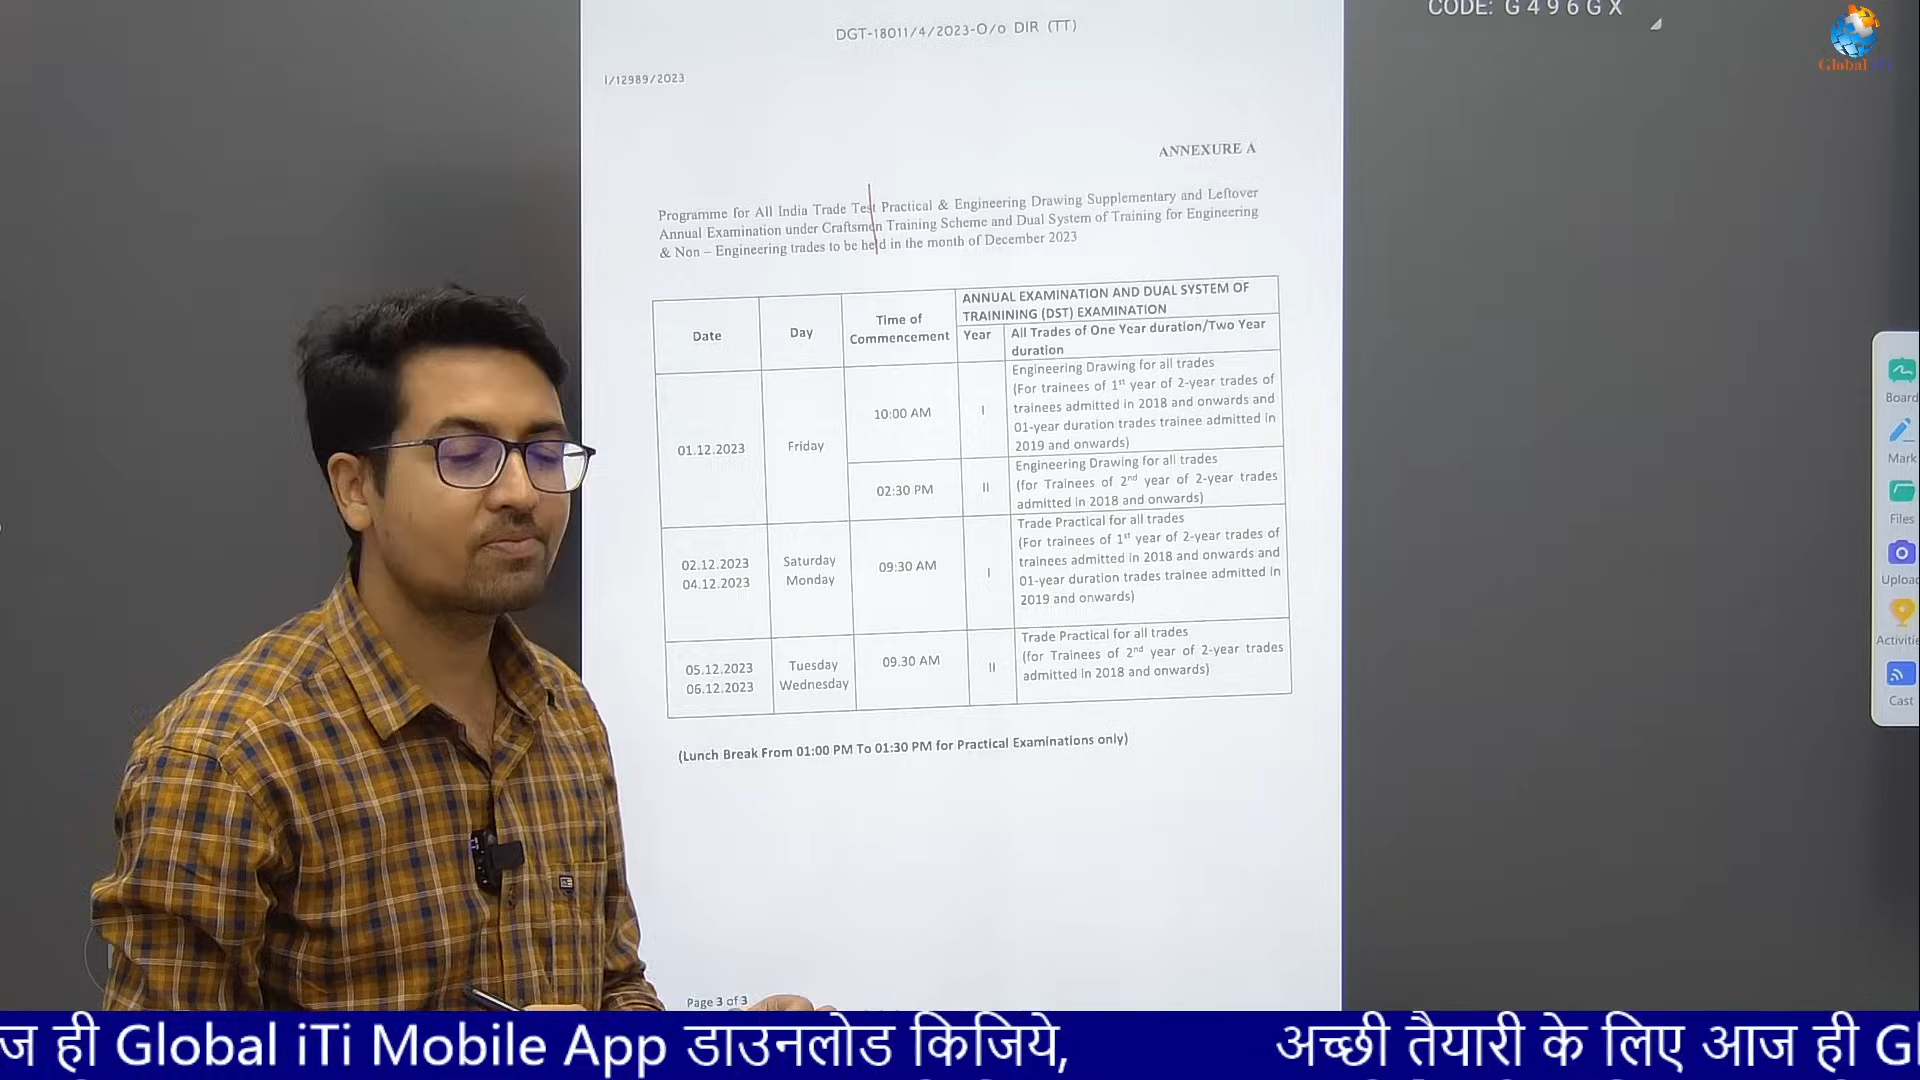 DGT-18011/4/2023-O/o DIR (TT)
CODE: G496GX
Global iTi
I/12989/2023
ANNEXURE A
Programme for All India Trade Test Practical & Engineering Drawing Supplementary and Leftover
Annual Examination under Craftsmen Training Scheme and Dual System of Training for Engineering
& Non – Engineering trades to be held in the month of December 2023
Date
Day
Time of
Commencement
ANNUAL EXAMINATION AND DUAL SYSTEM OF
TRAININING (DST) EXAMINATION
Year
All Trades of One Year duration/Two Year
duration
01.12.2023
Friday
10:00 AM
I
Engineering Drawing for all trades
(For trainees of 1st year of 2-year trades of
trainees admitted in 2018 and onwards and
01-year duration trades trainee admitted in
2019 and onwards)
02:30 PM
II
Engineering Drawing for all trades
(for Trainees of 2nd year of 2-year trades
admitted in 2018 and onwards)
02.12.2023
04.12.2023
Saturday
Monday
09:30 AM
I
Trade Practical for all trades
(For trainees of 1st year of 2-year trades of
trainees admitted in 2018 and onwards and
01-year duration trades trainee admitted in
2019 and onwards)
05.12.2023
06.12.2023
Tuesday
Wednesday
09.30 AM
II
Trade Practical for all trades
(for Trainees of 2nd year of 2-year trades
admitted in 2018 and onwards)
(Lunch Break From 01:00 PM To 01:30 PM for Practical Examinations only)
Page 3 of 3
Board
Mark
Files
Upload
Activitie
Cast
ज ही Global iTi Mobile App डाउनलोड किजिये, अच्छी तैयारी के लिए आज ही Gl